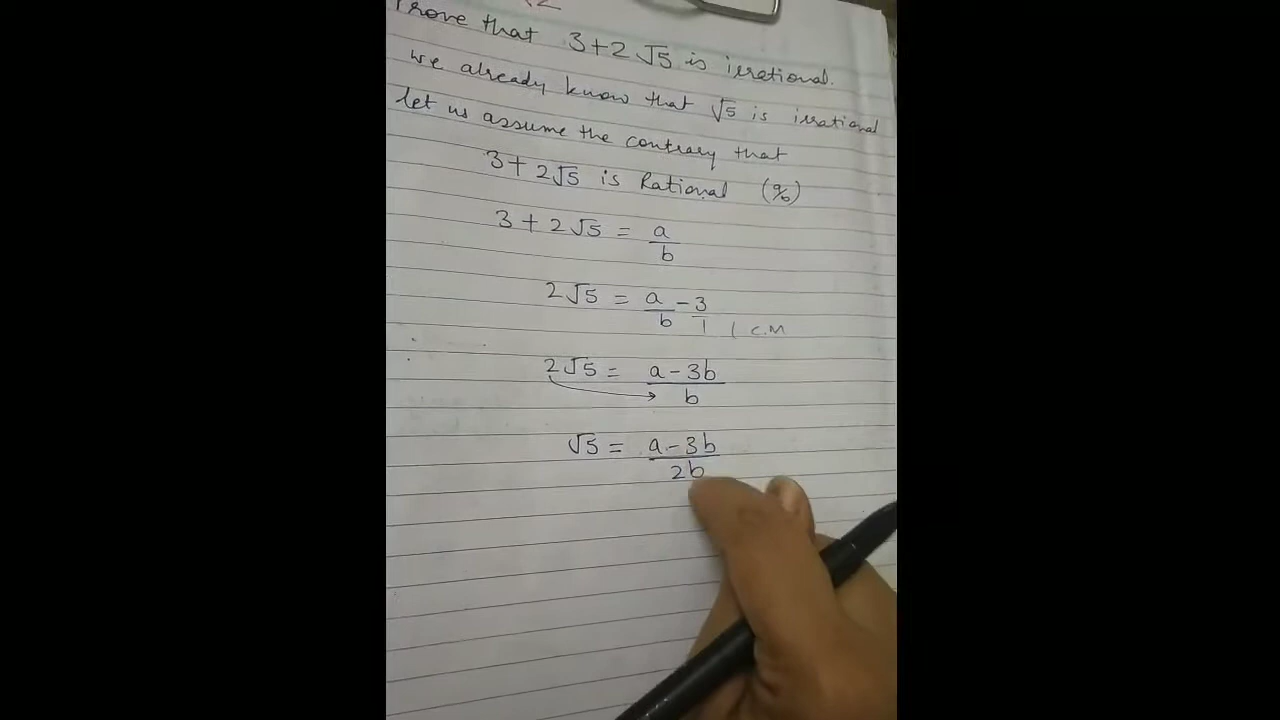 Prove that 3+2√5 is irrational.
we already know that √5 is irrational
let us assume the contrary that
3+2√5 is Rational (a/b)
3+2√5 = a/b
2√5 = a/b - 3/1 LCM
2√5 = a-3b/b
√5 = a-3b/2b